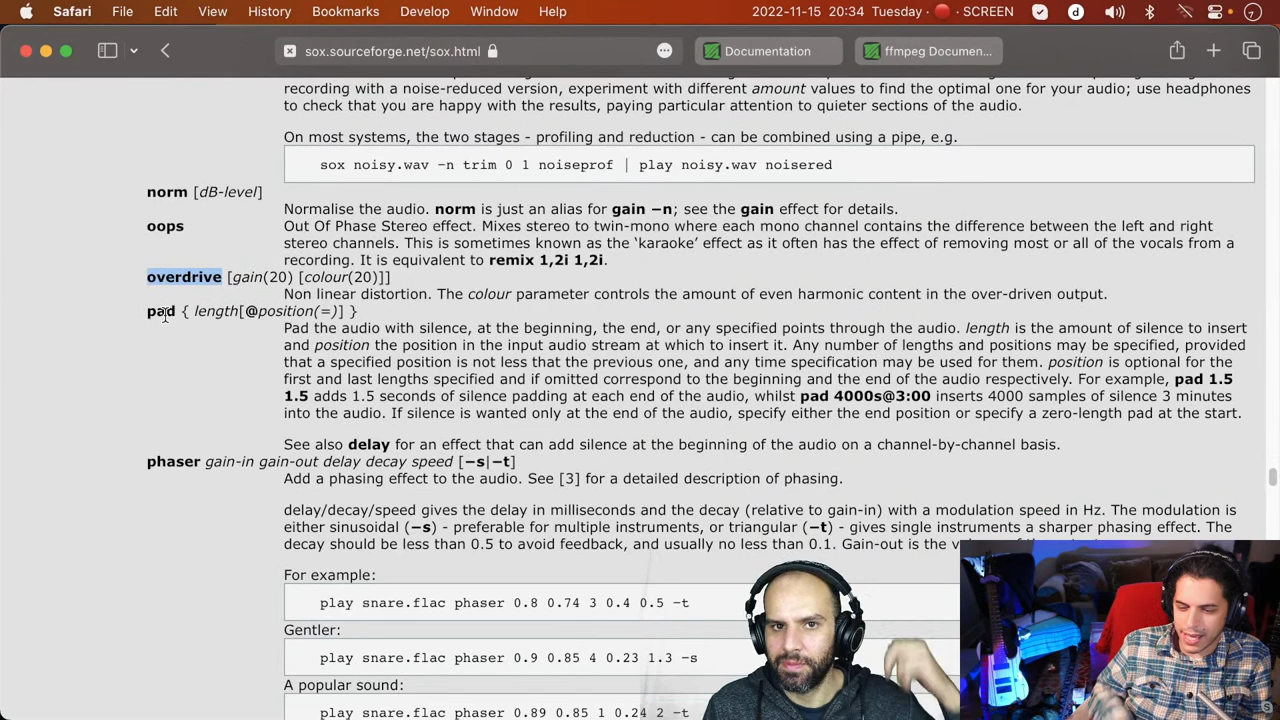 Safari File Edit View History Bookmarks Develop Window Help 2022-11-15 20:34 Tuesday SCREEN
sox.sourceforge.net/sox.html Documentation ffmpeg Documen...
recording with a noise-reduced version, experiment with different amount values to find the optimal one for your audio; use headphones
to check that you are happy with the results, paying particular attention to quieter sections of the audio.
On most systems, the two stages - profiling and reduction - can be combined using a pipe, e.g.
sox noisy.wav −n trim 0 1 noiseprof | play noisy.wav noisered
norm [dB-level]
Normalise the audio. norm is just an alias for gain −n; see the gain effect for details.
oops Out Of Phase Stereo effect. Mixes stereo to twin-mono where each mono channel contains the difference between the left and right
stereo channels. This is sometimes known as the ‘karaoke’ effect as it often has the effect of removing most or all of the vocals from a
recording. It is equivalent to remix 1,2i 1,2i.
overdrive [gain(20) [colour(20)]]
Non linear distortion. The colour parameter controls the amount of even harmonic content in the over-driven output.
pad { length[@position(=)] }
Pad the audio with silence, at the beginning, the end, or any specified points through the audio. length is the amount of silence to insert
and position the position in the input audio stream at which to insert it. Any number of lengths and positions may be specified, provided
that a specified position is not less that the previous one, and any time specification may be used for them. position is optional for the
first and last lengths specified and if omitted correspond to the beginning and the end of the audio respectively. For example, pad 1.5
1.5 adds 1.5 seconds of silence padding at each end of the audio, whilst pad 4000s@3:00 inserts 4000 samples of silence 3 minutes
into the audio. If silence is wanted only at the end of the audio, specify either the end position or specify a zero-length pad at the start.
See also delay for an effect that can add silence at the beginning of the audio on a channel-by-channel basis.
phaser gain-in gain-out delay decay speed [−s|−t]
Add a phasing effect to the audio. See [3] for a detailed description of phasing.
delay/decay/speed gives the delay in milliseconds and the decay (relative to gain-in) with a modulation speed in Hz. The modulation is
either sinusoidal (−s) - preferable for multiple instruments, or triangular (−t) - gives single instruments a sharper phasing effect. The
decay should be less than 0.5 to avoid feedback, and usually no less than 0.1. Gain-out is the
For example:
play snare.flac phaser 0.8 0.74 3 0.4 0.5 −t
Gentler:
play snare.flac phaser 0.9 0.85 4 0.23 1.3 −s
A popular sound:
play snare.flac phaser 0.89 0.85 1 0.24 2 −t